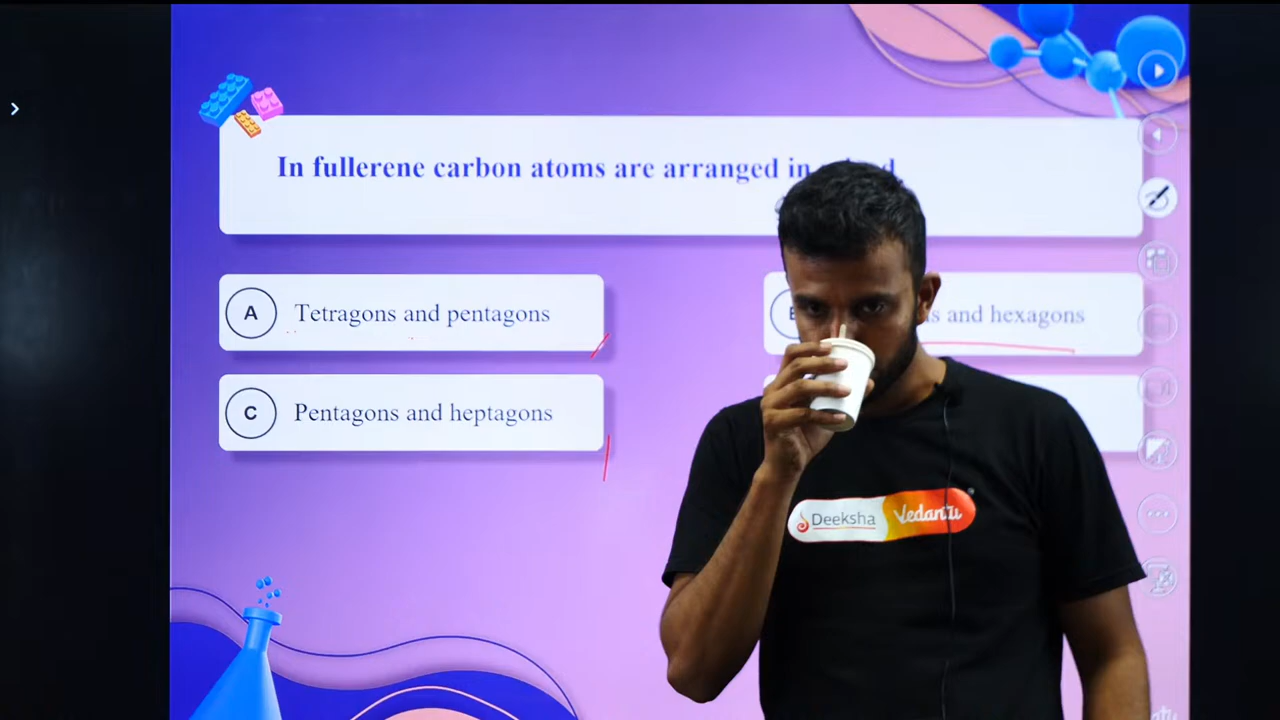 In fullerene carbon atoms are arranged in
A Tetragons and pentagons
and hexagons
C Pentagons and heptagons
Deeksha Vedantu